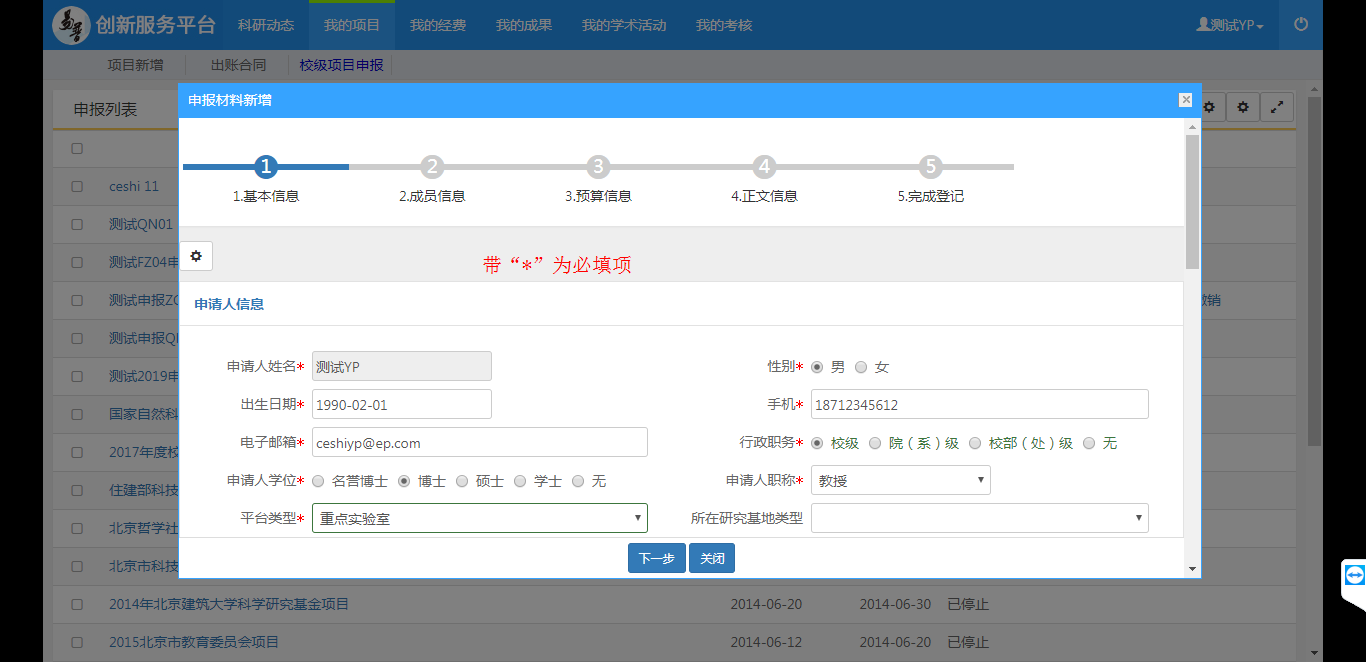 创新服务平台 科研动态 我的项目 我的经费 我的成果 我的学术活动 我的考核 测试YP
项目新增 出账合同 校级项目申报
申报列表
申报材料新增
1 2 3 4 5
1.基本信息 2.成员信息 3.预算信息 4.正文信息 5.完成登记
带“*”为必填项
申请人信息
申请人姓名* 测试YP 性别* 男 女
出生日期* 1990-02-01 手机* 18712345612
电子邮箱* ceshiyp@ep.com 行政职务* 校级 院（系）级 校部（处）级 无
申请人学位* 名誉博士 博士 硕士 学士 无 申请人职称* 教授
平台类型* 重点实验室 所在研究基地类型
下一步 关闭
ceshi 11
测试QN01
测试FZ04申
测试申报ZC
测试申报Q
测试2019申
国家自然科
2017年度校
住建部科技
北京哲学社
北京市科技
2014年北京建筑大学科学研究基金项目 2014-06-20 2014-06-30 已停止
2015北京市教育委员会项目 2014-06-12 2014-06-20 已停止